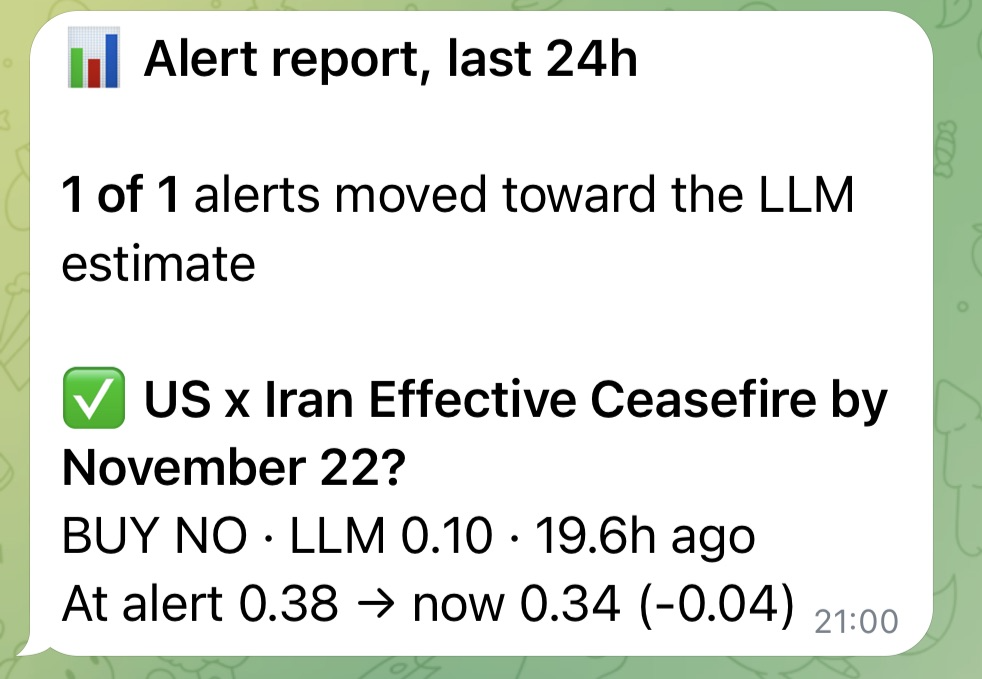 📊 Alert report, last 24h
1 of 1 alerts moved toward the LLM
estimate
✅ US x Iran Effective Ceasefire by
November 22?
BUY NO · LLM 0.10 · 19.6h ago
At alert 0.38 → now 0.34 (-0.04) 21:00